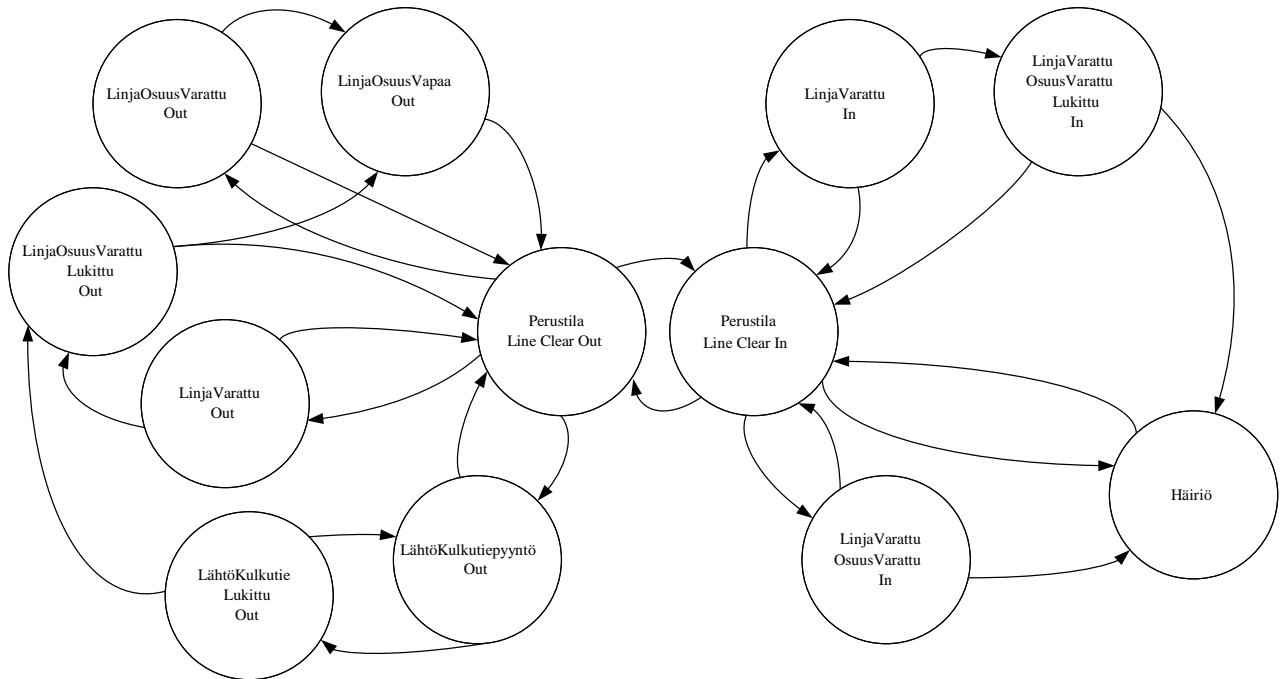 LinjaOsuusVarattu
Out
LinjaOsuusVapaa
Out
LinjaVarattu
In
LinjaVarattu
OsuusVarattu
Lukittu
In
LinjaOsuusVarattu
Lukittu
Out
Perustila
Line Clear Out
Perustila
Line Clear In
LinjaVarattu
Out
Häiriö
LähtöKulkutiepyyntö
Out
LinjaVarattu
OsuusVarattu
In
LähtöKulkutie
Lukittu
Out